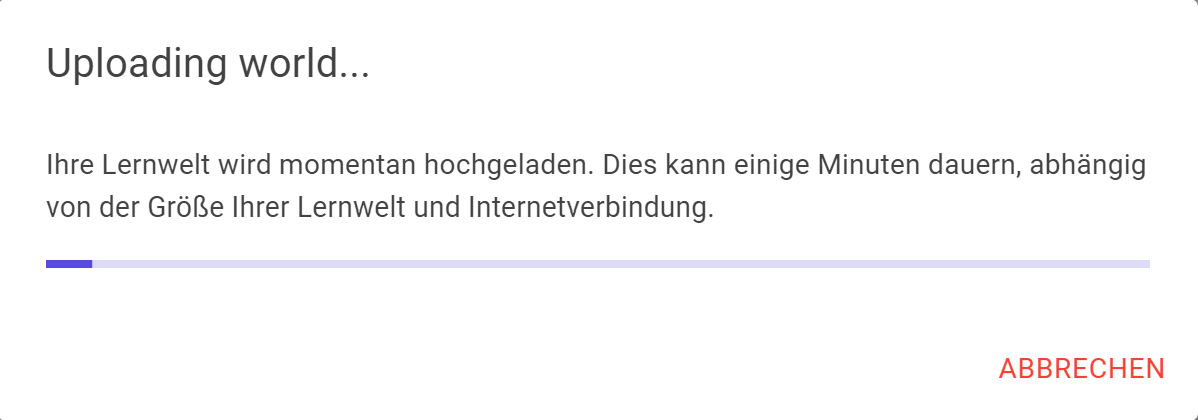 Uploading world...
Ihre Lernwelt wird momentan hochgeladen. Dies kann einige Minuten dauern, abhängig
von der Größe Ihrer Lernwelt und Internetverbindung.
ABBRECHEN